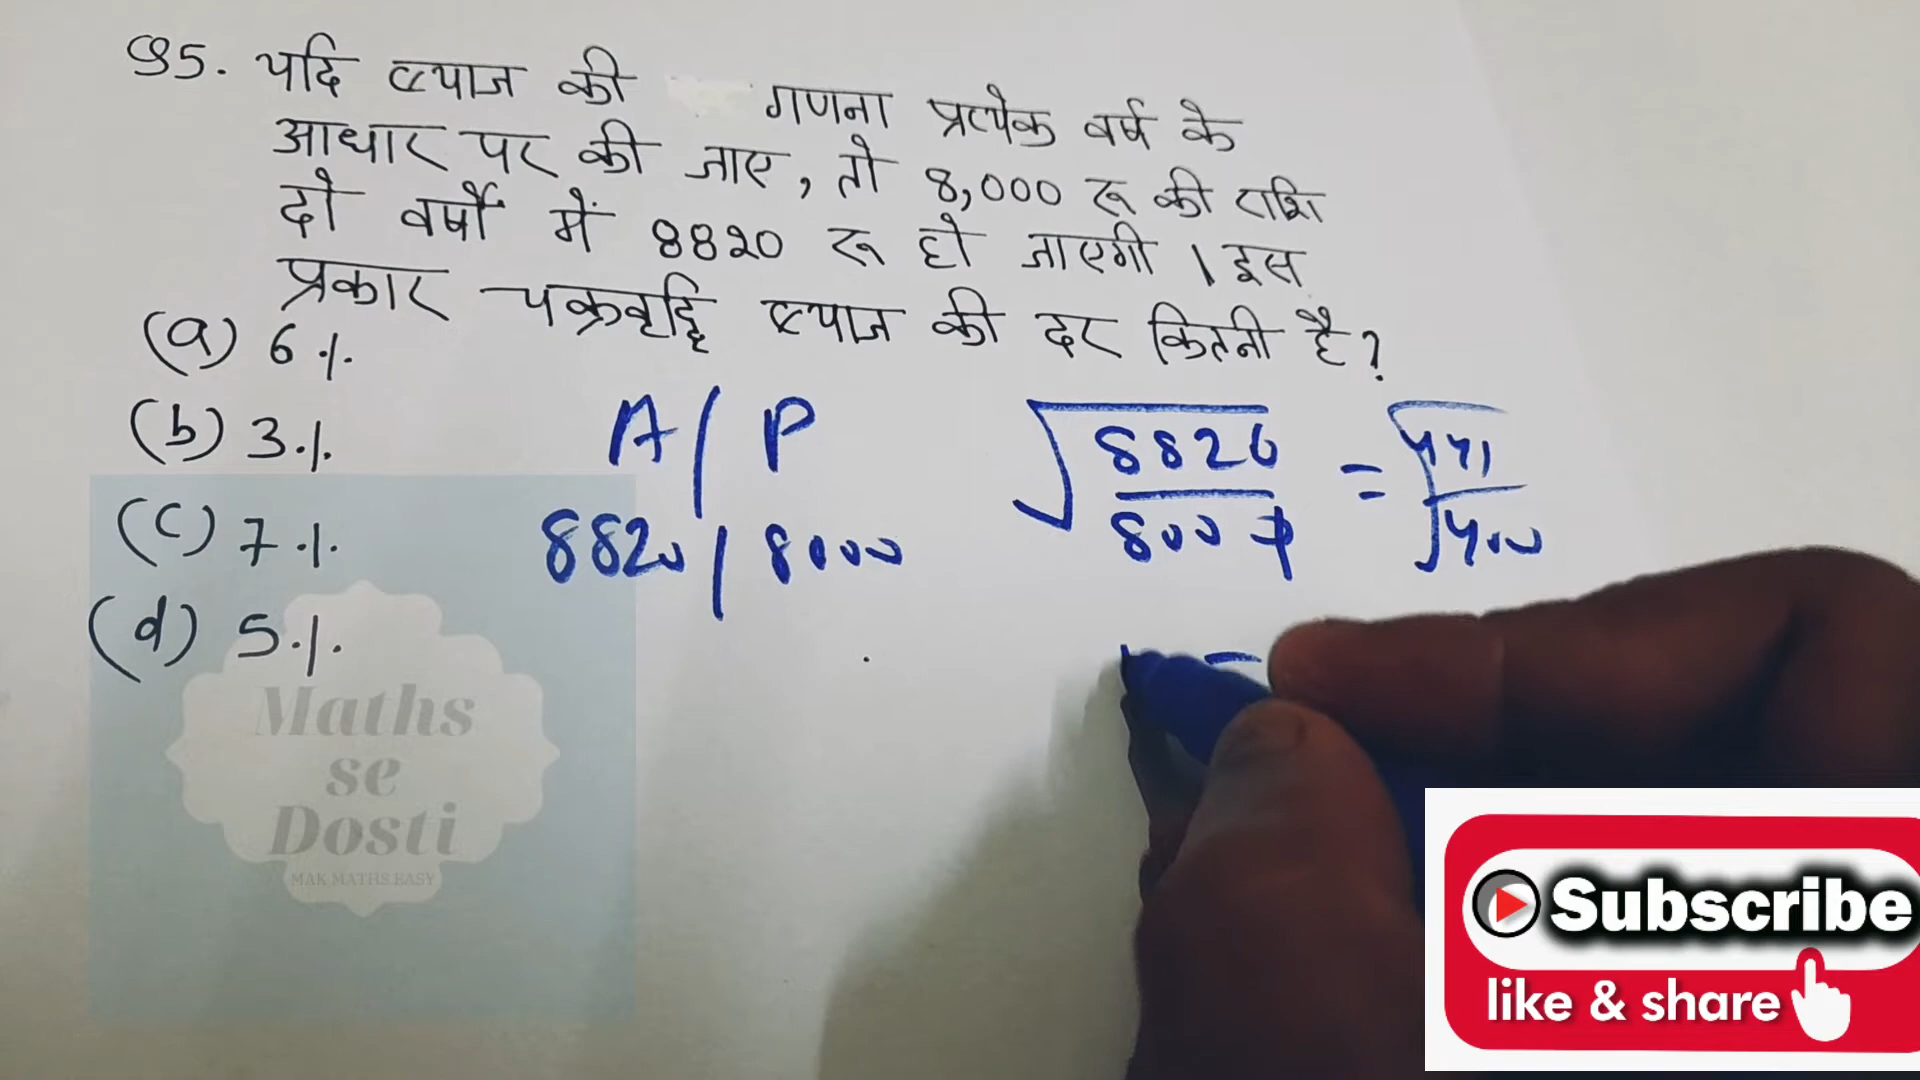 Q5. यदि ब्याज की गणना प्रत्येक वर्ष के
आधार पर की जाए, तो 8,000 रू की राशि
दो वर्षों में 8820 रू हो जाएगी । इस
प्रकार चक्रवृद्धि ब्याज की दर कितनी है?
(a) 6%
(b) 3%
(c) 7%
(d) 5%
A / P
8820 / 8000
√8820/8000 = √441/√400
Maths
se
Dosti
MAK MATHS EASY
Subscribe
like & share